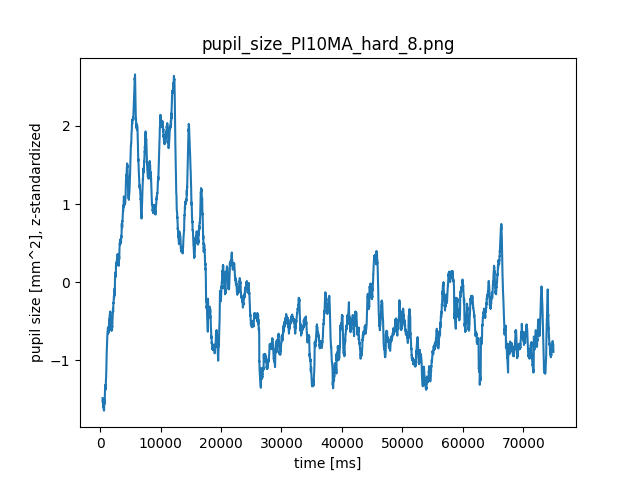 pupil_size_PI10MA_hard_8.png
pupil size [mm^2], z-standardized
2
1
0
−1
0 10000 20000 30000 40000 50000 60000 70000
time [ms]